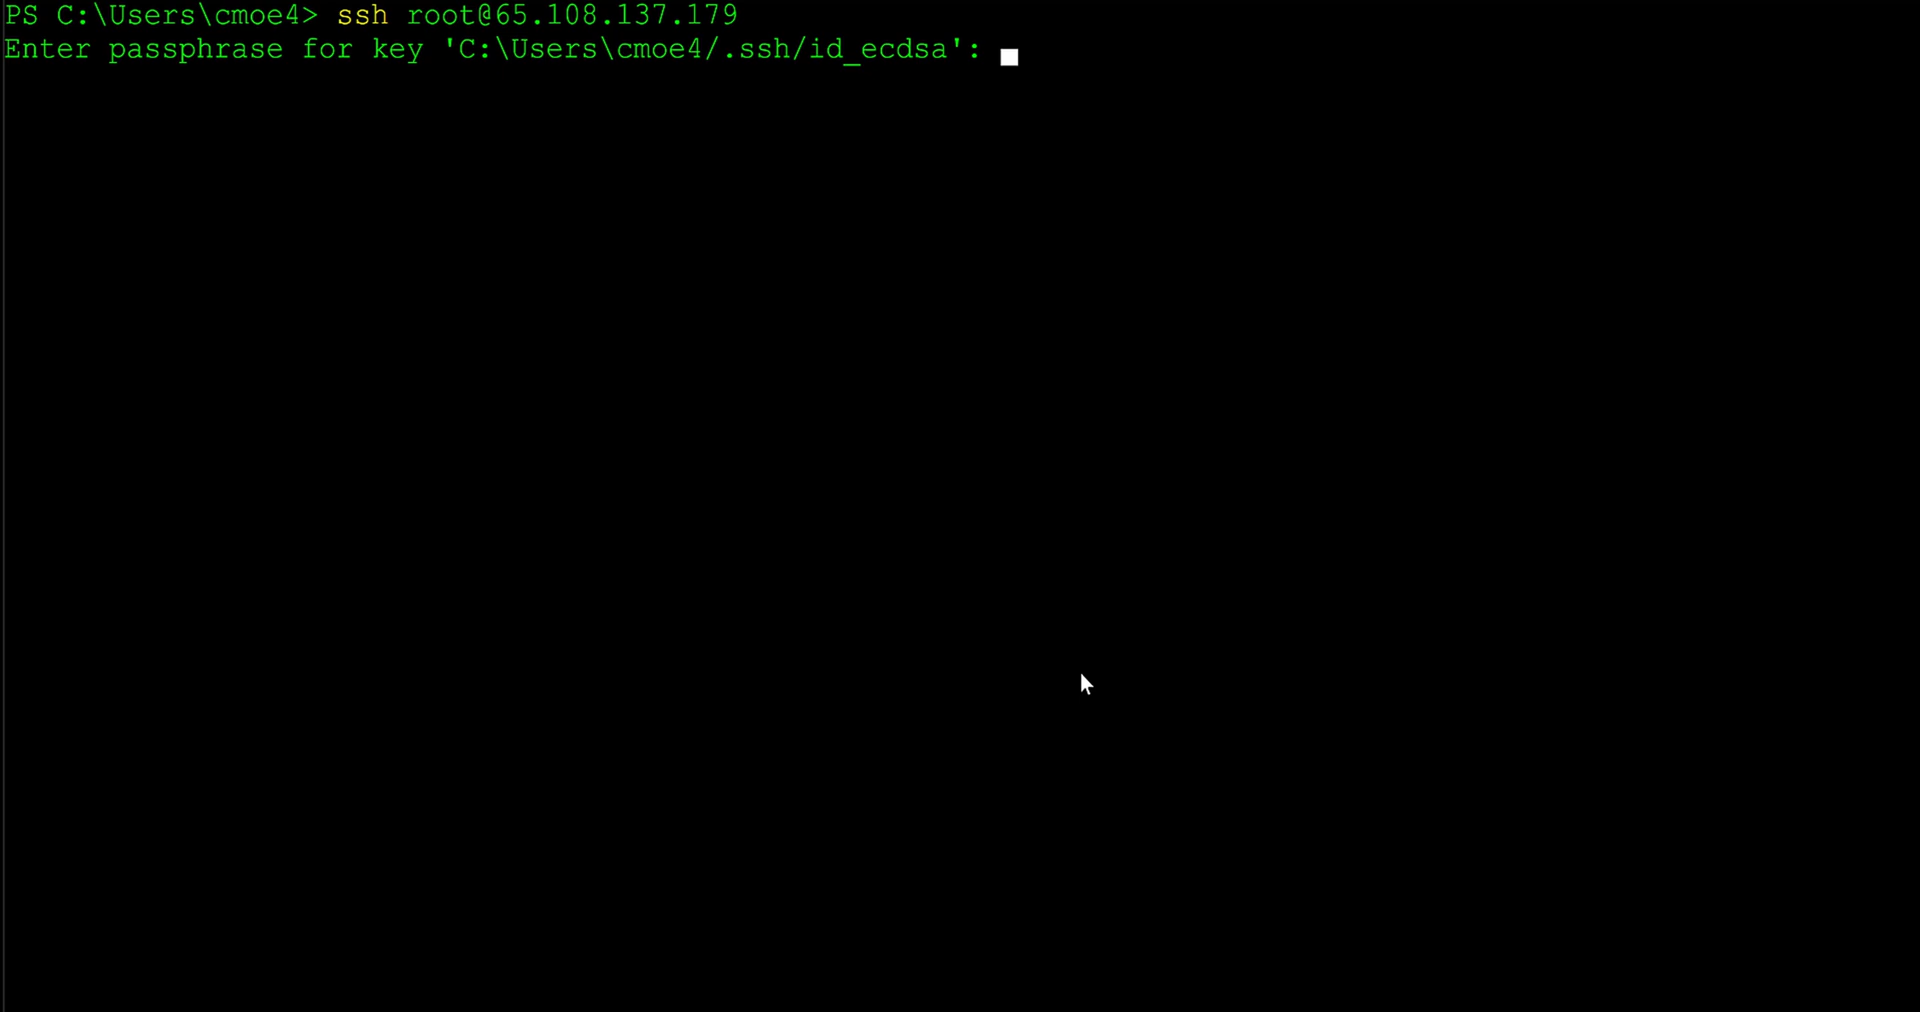 PS C:\Users\cmoe4> ssh root@65.108.137.179
Enter passphrase for key 'C:\Users\cmoe4/.ssh/id_ecdsa':